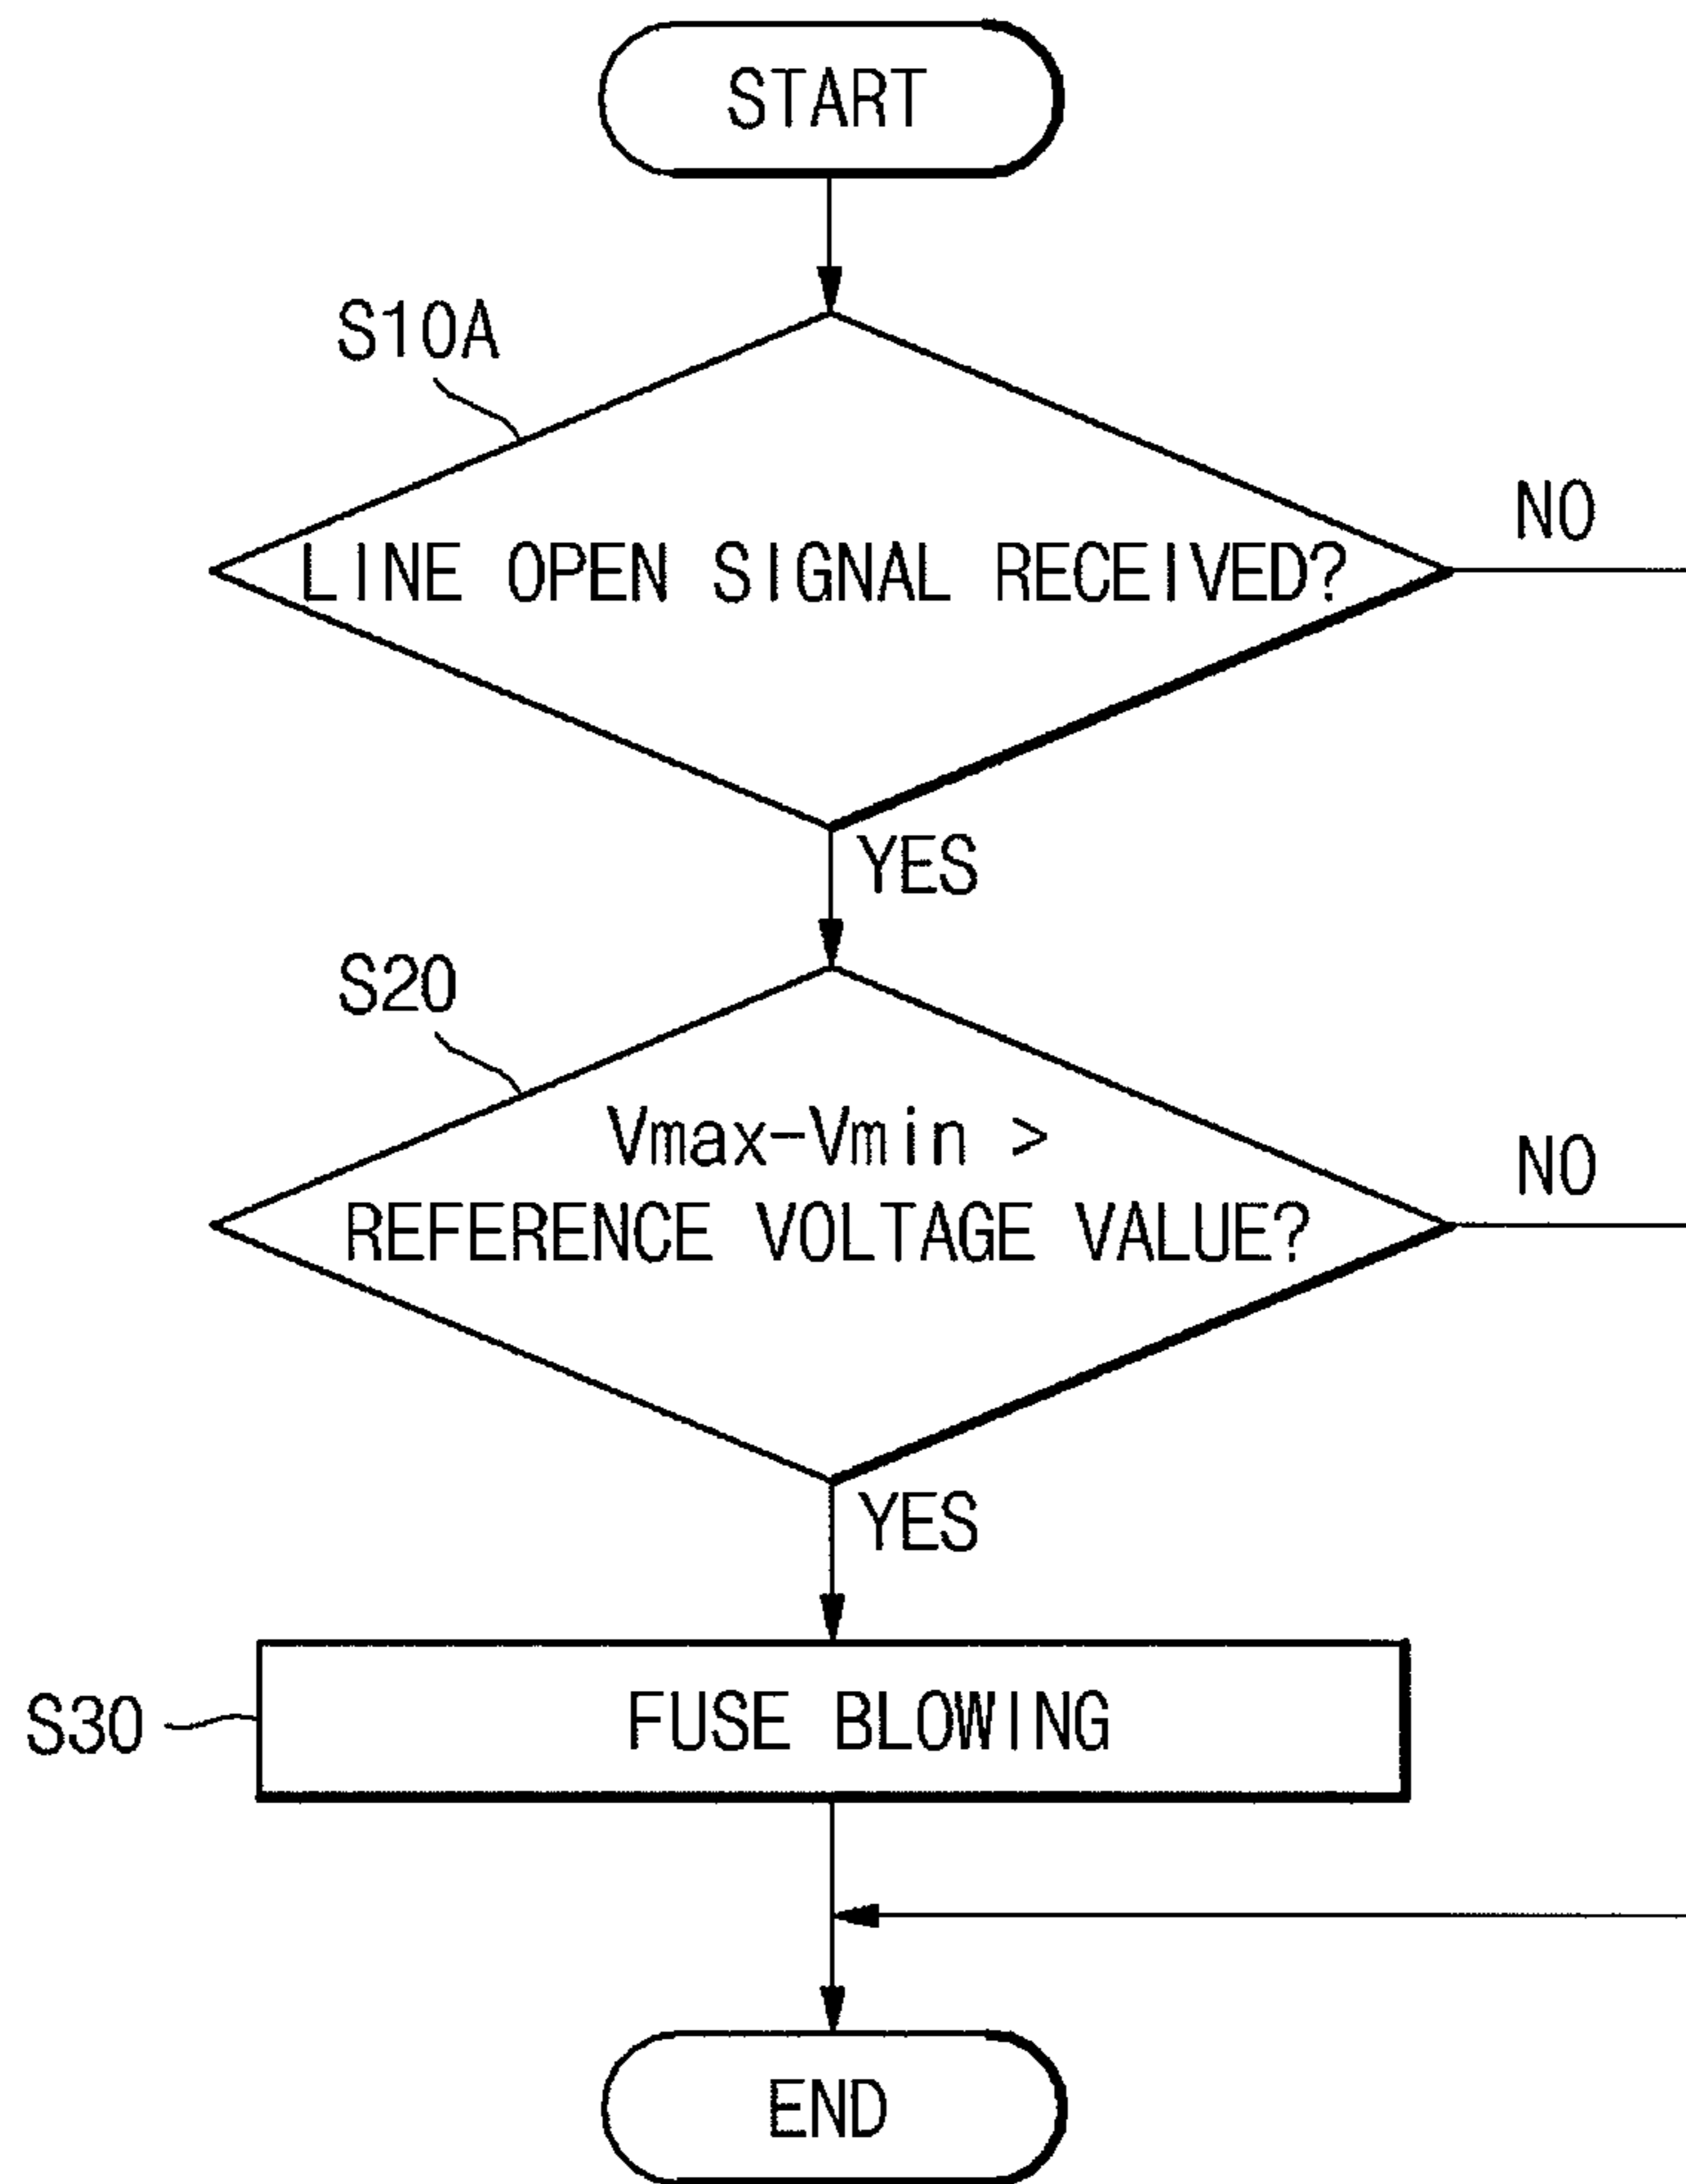 START
S10A
LINE OPEN SIGNAL RECEIVED?
NO
YES
S20
Vmax-Vmin >
REFERENCE VOLTAGE VALUE?
NO
YES
S30
FUSE BLOWING
END